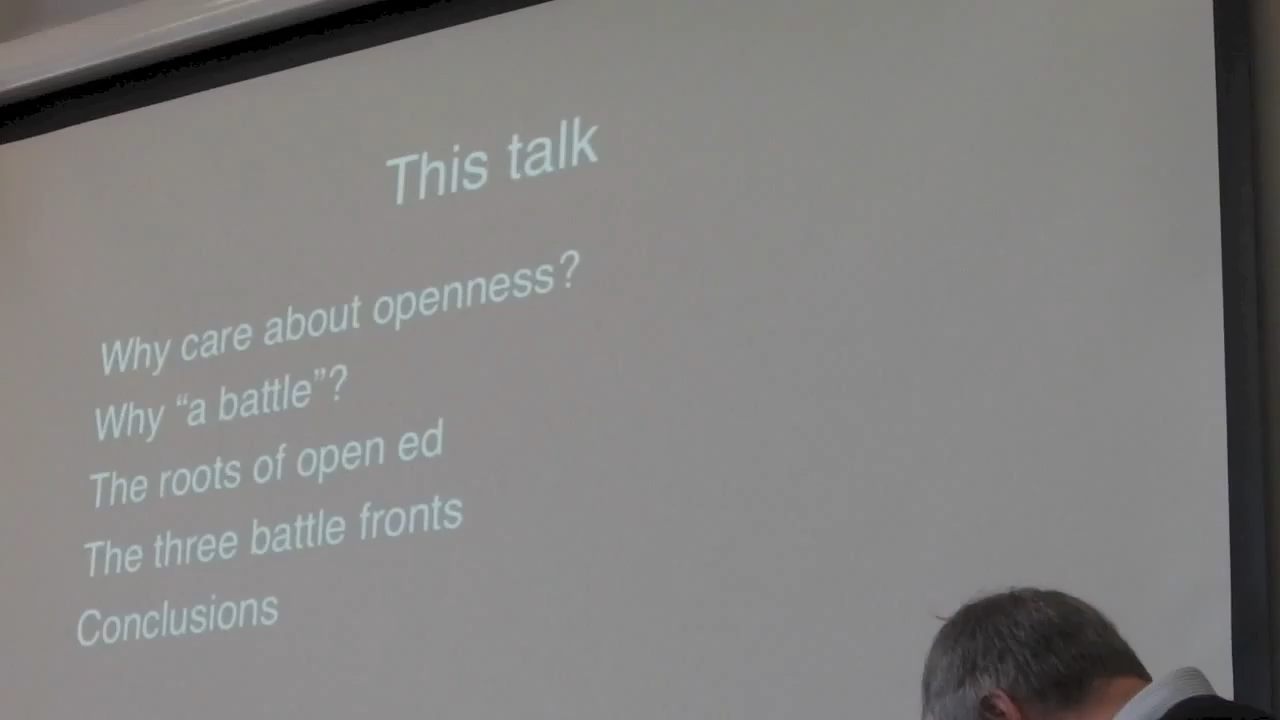 This talk
Why care about openness?
Why “a battle”?
The roots of open ed
The three battle fronts
Conclusions